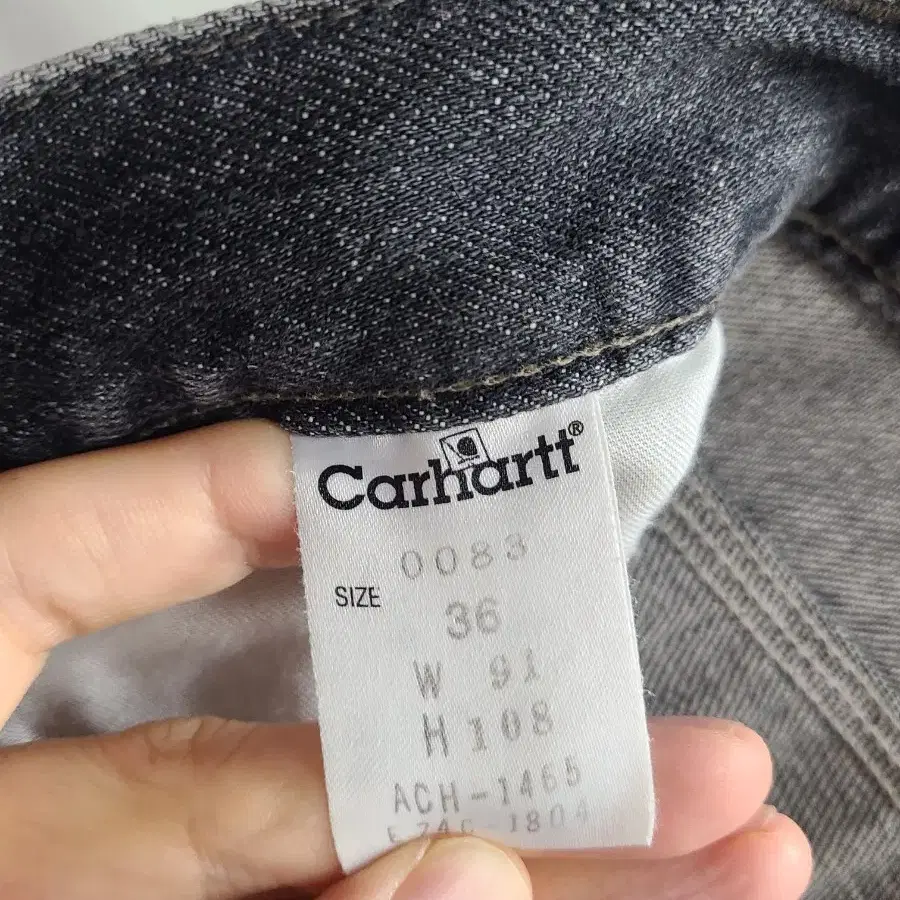 Carhartt®
0083
SIZE 36
W 91
H 108
ACH-1465